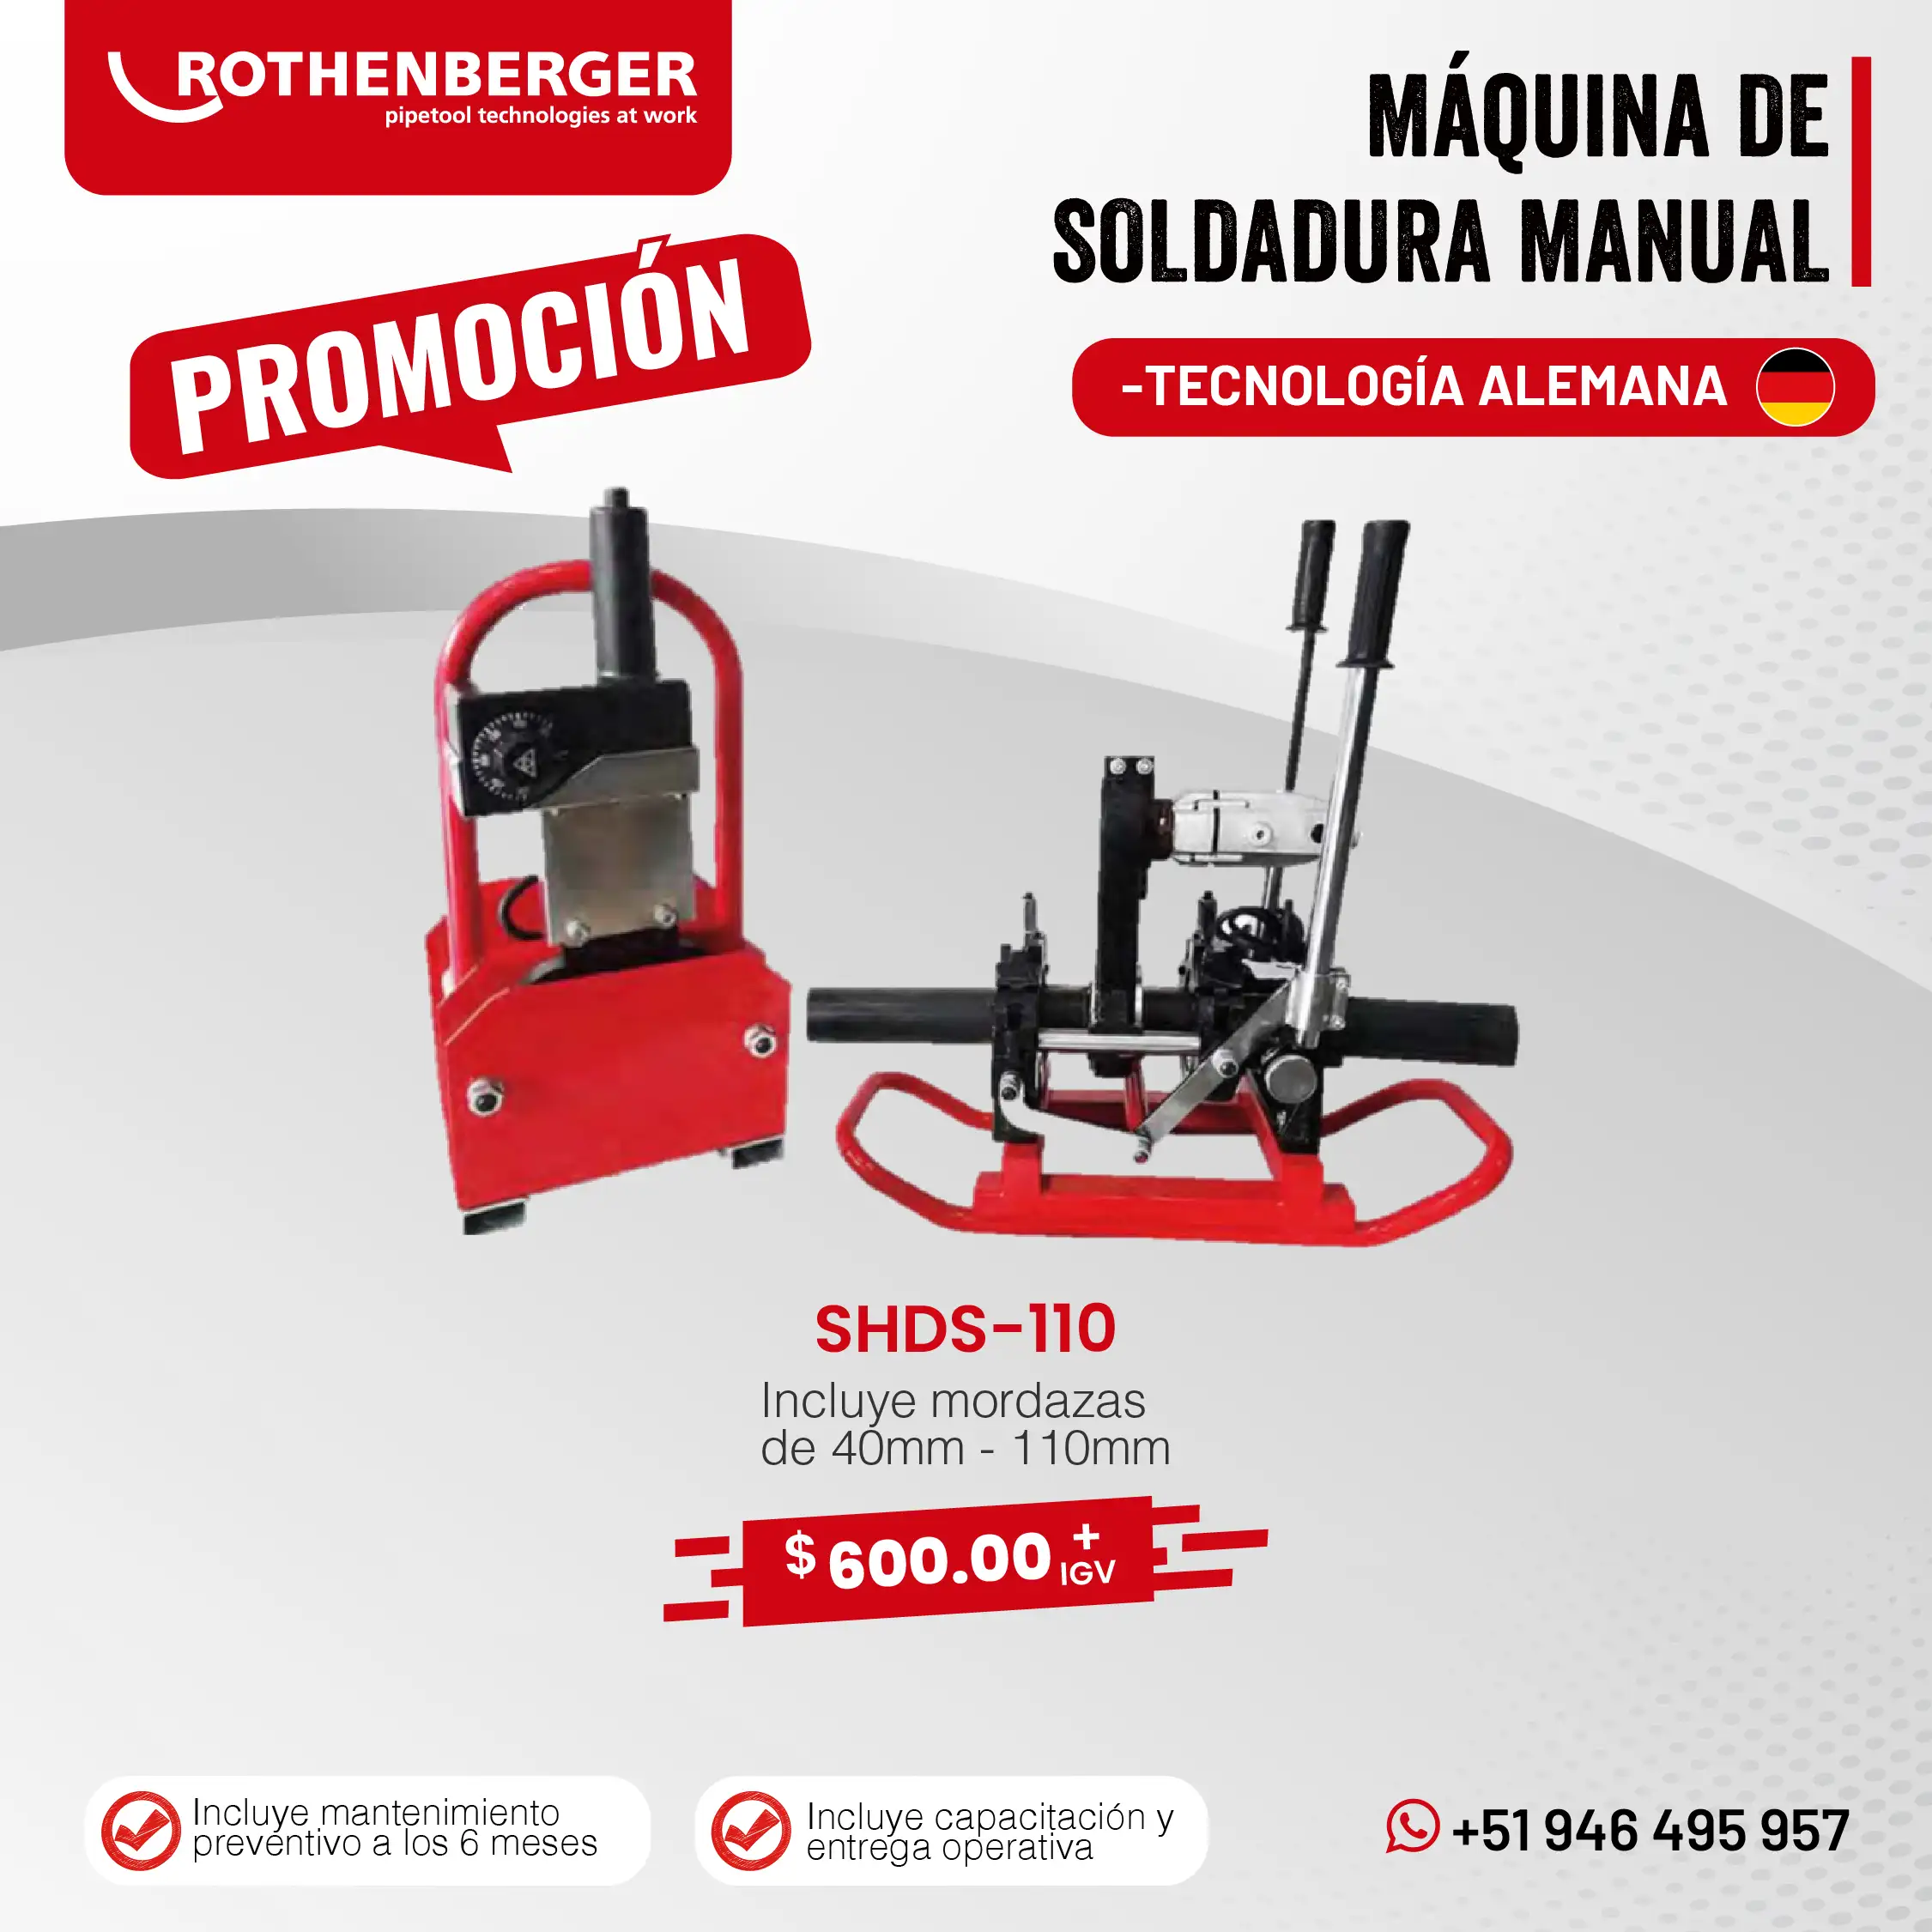 ROTHENBERGER
pipetool technologies at work
MÁQUINA DE
SOLDADURA MANUAL
PROMOCIÓN
-TECNOLOGÍA ALEMANA
SHDS-110
Incluye mordazas
de 40mm - 110mm
$ 600.00 + IGV
Incluye mantenimiento
preventivo a los 6 meses
Incluye capacitación y
entrega operativa
+51 946 495 957